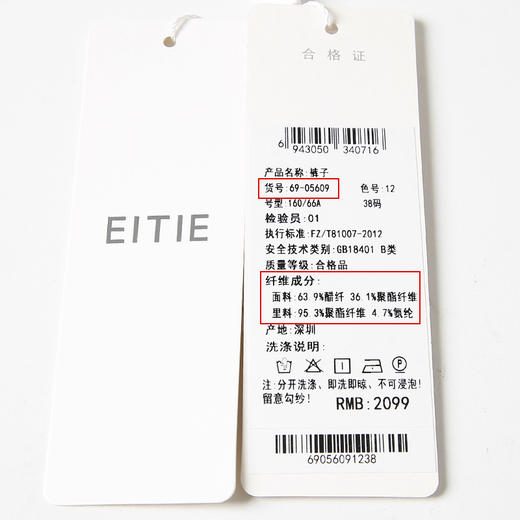 EITIE
合格证
6 943050 340716
产品名称:裤子
货号:69-05609 色号:12
号型:160/66A 38码
检验员:01
执行标准:FZ/T81007-2012
安全技术类别:GB18401 B类
质量等级:合格品
纤维成分:
面料:63.9%醋纤 36.1%聚酯纤维
里料:95.3%聚酯纤维 4.7%氨纶
产地:深圳
洗涤说明:
注:分开洗涤、即洗即晾、不可浸泡!
留意勾纱!
RMB:2099
69056091238